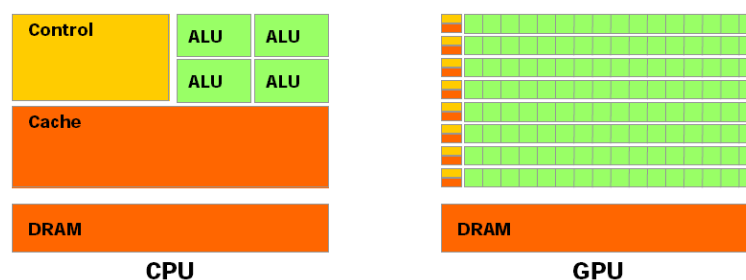 Control
ALU ALU
ALU ALU
Cache
DRAM
CPU
DRAM
GPU